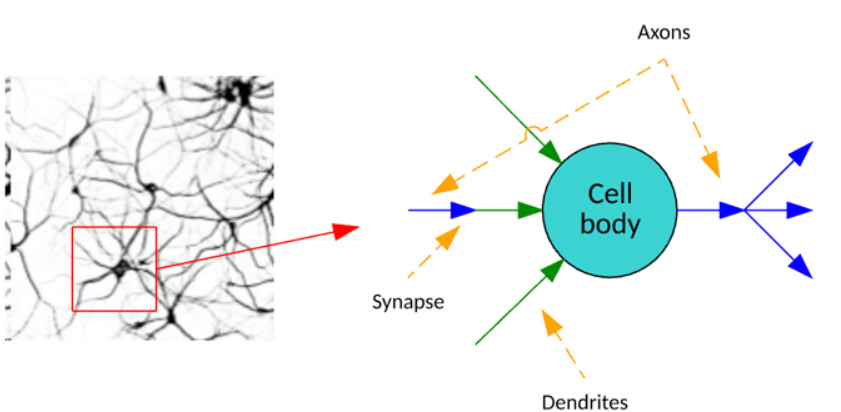 Axons
Cell
body
Synapse
Dendrites